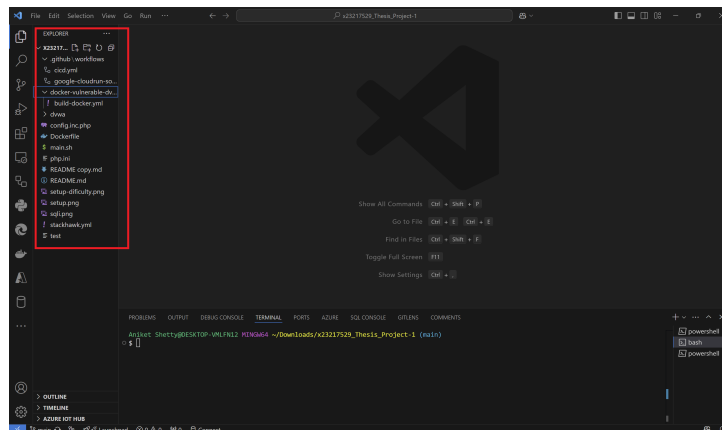 File Edit Selection View Go Run ... x23217529_Thesis_Project-1
EXPLORER ...
X23217...
.github\workflows
cicd.yml
google-cloudrun-so...
docker-vulnerable-dv...
build-docker.yml
dvwa
config.inc.php
Dockerfile
main.sh
php.ini
README copy.md
README.md
setup-dificulty.png
setup.png
sqli.png
stackhawk.yml
test
Show All Commands Ctrl + Shift + P
Go to File Ctrl + E Ctrl + E
Find in Files Ctrl + Shift + F
Toggle Full Screen F11
Show Settings Ctrl + ,
PROBLEMS OUTPUT DEBUG CONSOLE TERMINAL PORTS AZURE SQL CONSOLE GITLENS COMMENTS
Aniket Shetty@DESKTOP-VMLFN12 MINGW64 ~/Downloads/x23217529_Thesis_Project-1 (main)
$
powershell
bash
powershell
OUTLINE
TIMELINE
AZURE IOT HUB